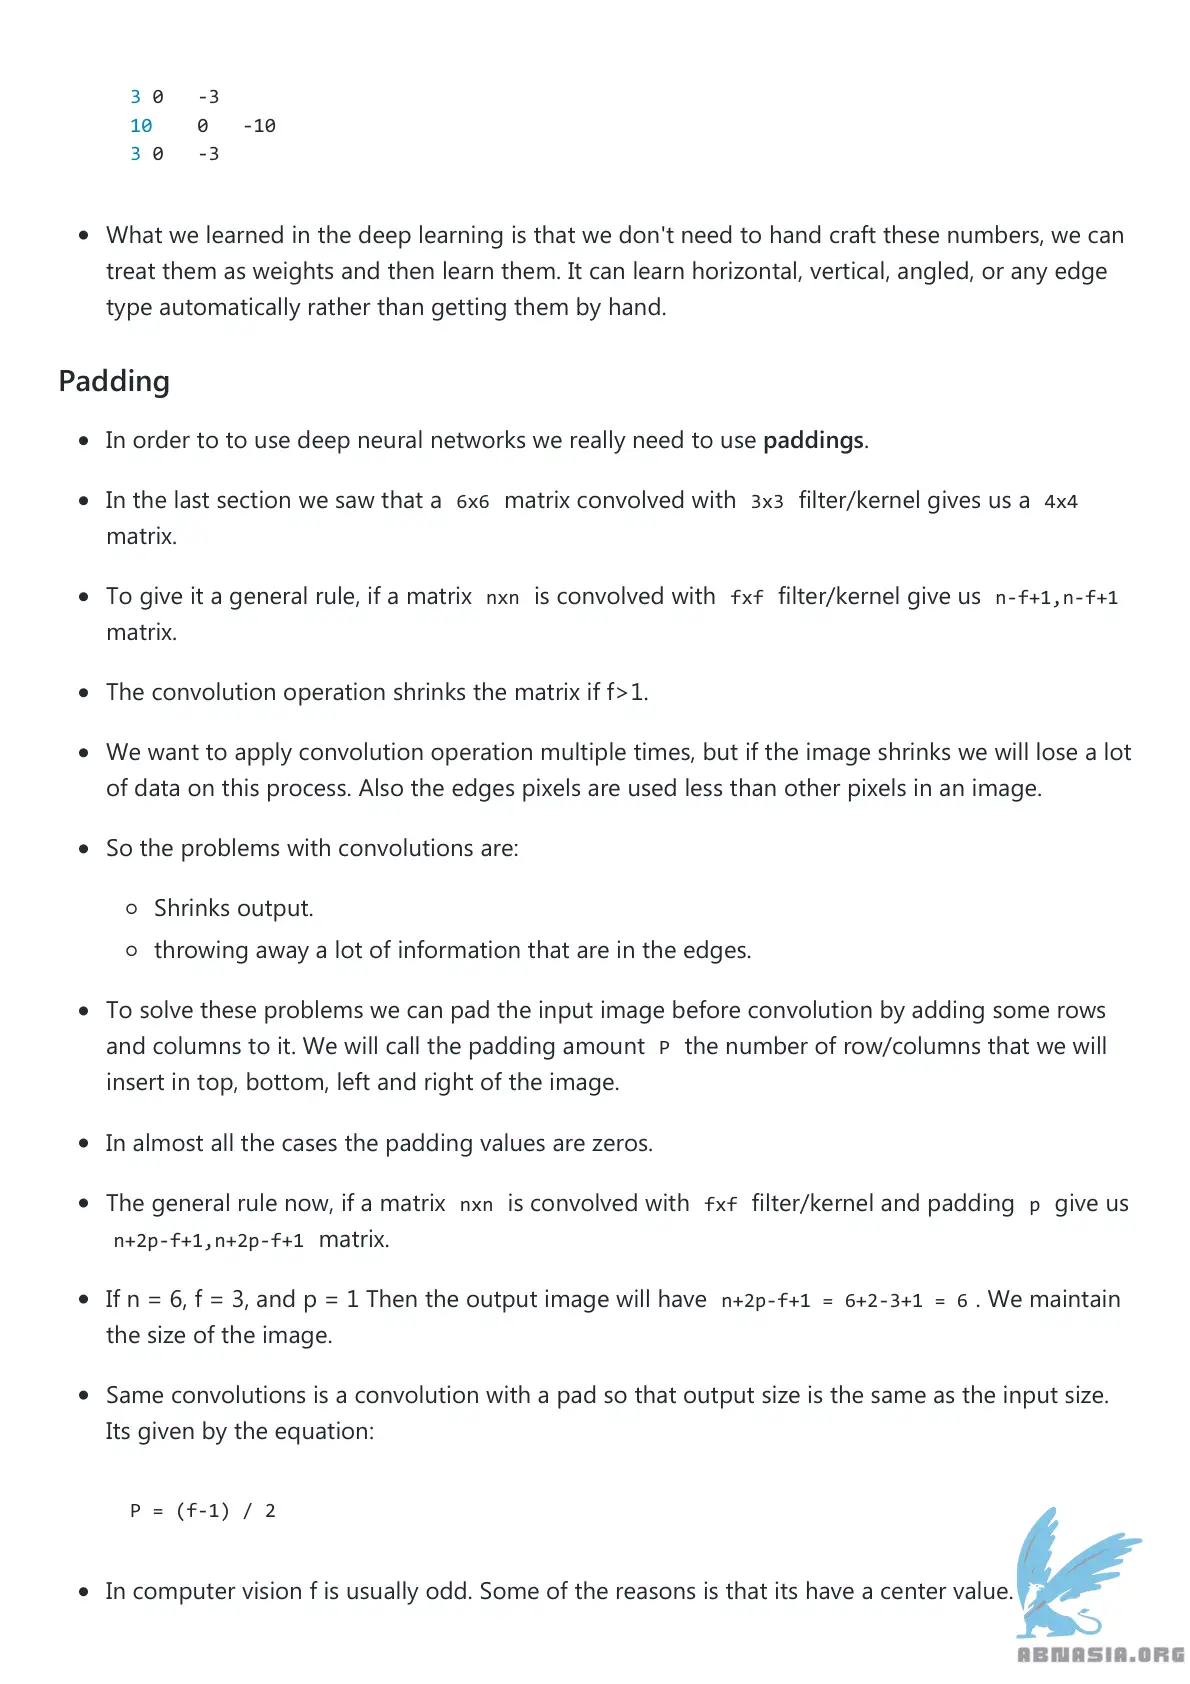 3 0 -3
10 0 -10
3 0 -3
• What we learned in the deep learning is that we don't need to hand craft these numbers, we can
treat them as weights and then learn them. It can learn horizontal, vertical, angled, or any edge
type automatically rather than getting them by hand.
Padding
• In order to to use deep neural networks we really need to use paddings.
• In the last section we saw that a 6x6 matrix convolved with 3x3 filter/kernel gives us a 4x4
matrix.
• To give it a general rule, if a matrix nxn is convolved with fxf filter/kernel give us n-f+1,n-f+1
matrix.
• The convolution operation shrinks the matrix if f>1.
• We want to apply convolution operation multiple times, but if the image shrinks we will lose a lot
of data on this process. Also the edges pixels are used less than other pixels in an image.
• So the problems with convolutions are:
○ Shrinks output.
○ throwing away a lot of information that are in the edges.
• To solve these problems we can pad the input image before convolution by adding some rows
and columns to it. We will call the padding amount P the number of row/columns that we will
insert in top, bottom, left and right of the image.
• In almost all the cases the padding values are zeros.
• The general rule now, if a matrix nxn is convolved with fxf filter/kernel and padding p give us
n+2p-f+1,n+2p-f+1 matrix.
• If n = 6, f = 3, and p = 1 Then the output image will have n+2p-f+1 = 6+2-3+1 = 6 . We maintain
the size of the image.
• Same convolutions is a convolution with a pad so that output size is the same as the input size.
Its given by the equation:
P = (f-1) / 2
• In computer vision f is usually odd. Some of the reasons is that its have a center value.
ABNASIA.ORG